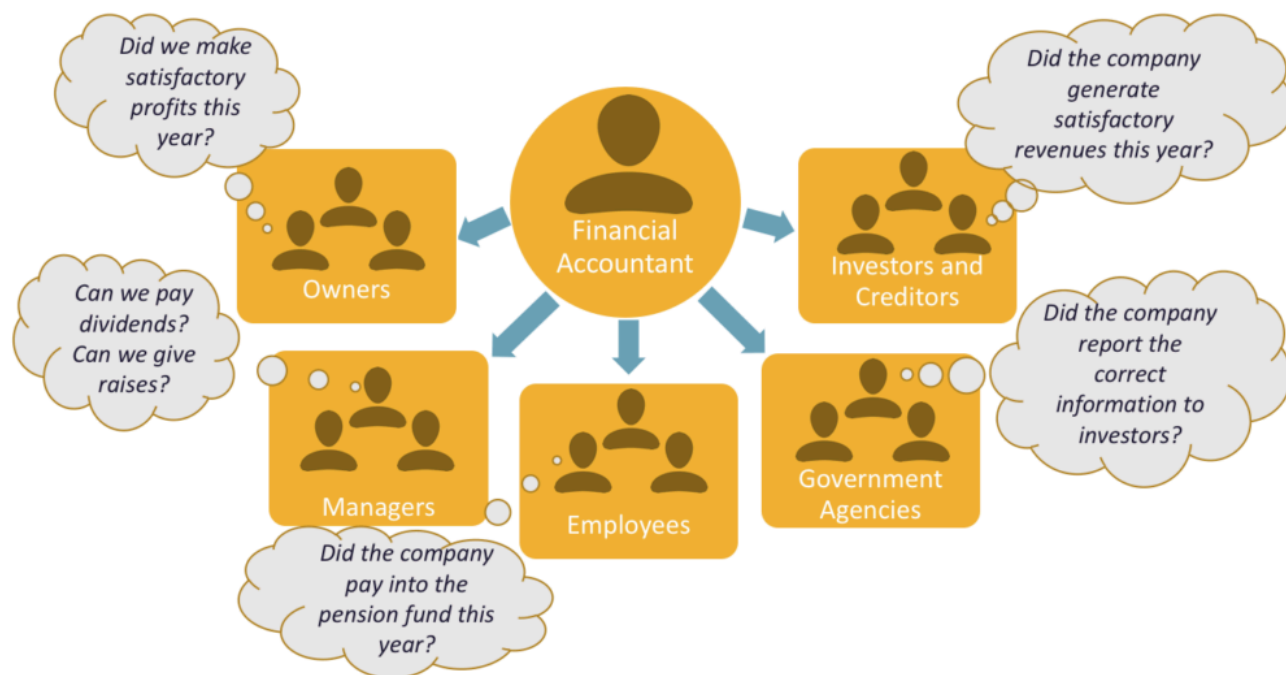 Did we make
satisfactory
profits this
year?
Did the company
generate
satisfactory
revenues this year?
Financial
Accountant
Owners
Investors and
Creditors
Can we pay
dividends?
Can we give
raises?
Did the company
report the
correct
information to
investors?
Managers
Employees
Government
Agencies
Did the company
pay into the
pension fund this
year?